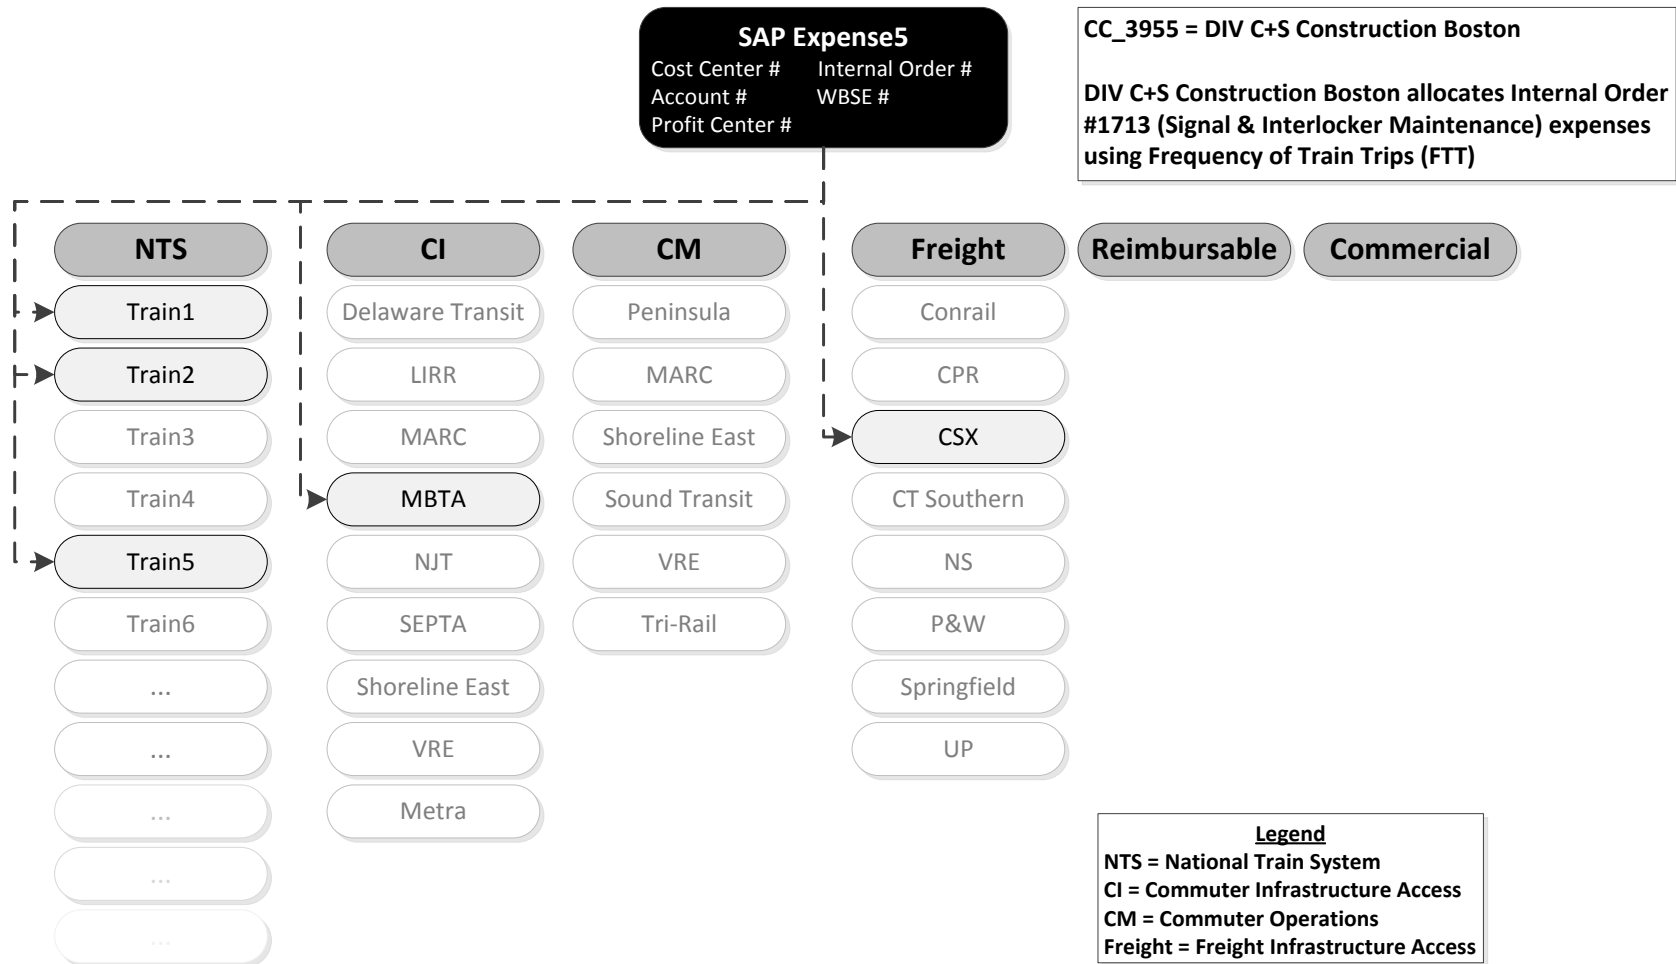 SAP Expense5
Cost Center # Internal Order #
Account # WBSE #
Profit Center #
CC_3955 = DIV C+S Construction Boston
DIV C+S Construction Boston allocates Internal Order
#1713 (Signal & Interlocker Maintenance) expenses
using Frequency of Train Trips (FTT)
NTS
Train1
Train2
Train3
Train4
Train5
Train6
...
...
...
...
...
CI
Delaware Transit
LIRR
MARC
MBTA
NJT
SEPTA
Shoreline East
VRE
Metra
CM
Peninsula
MARC
Shoreline East
Sound Transit
VRE
Tri-Rail
Freight
Conrail
CPR
CSX
CT Southern
NS
P&W
Springfield
UP
Reimbursable
Commercial
Legend
NTS = National Train System
CI = Commuter Infrastructure Access
CM = Commuter Operations
Freight = Freight Infrastructure Access